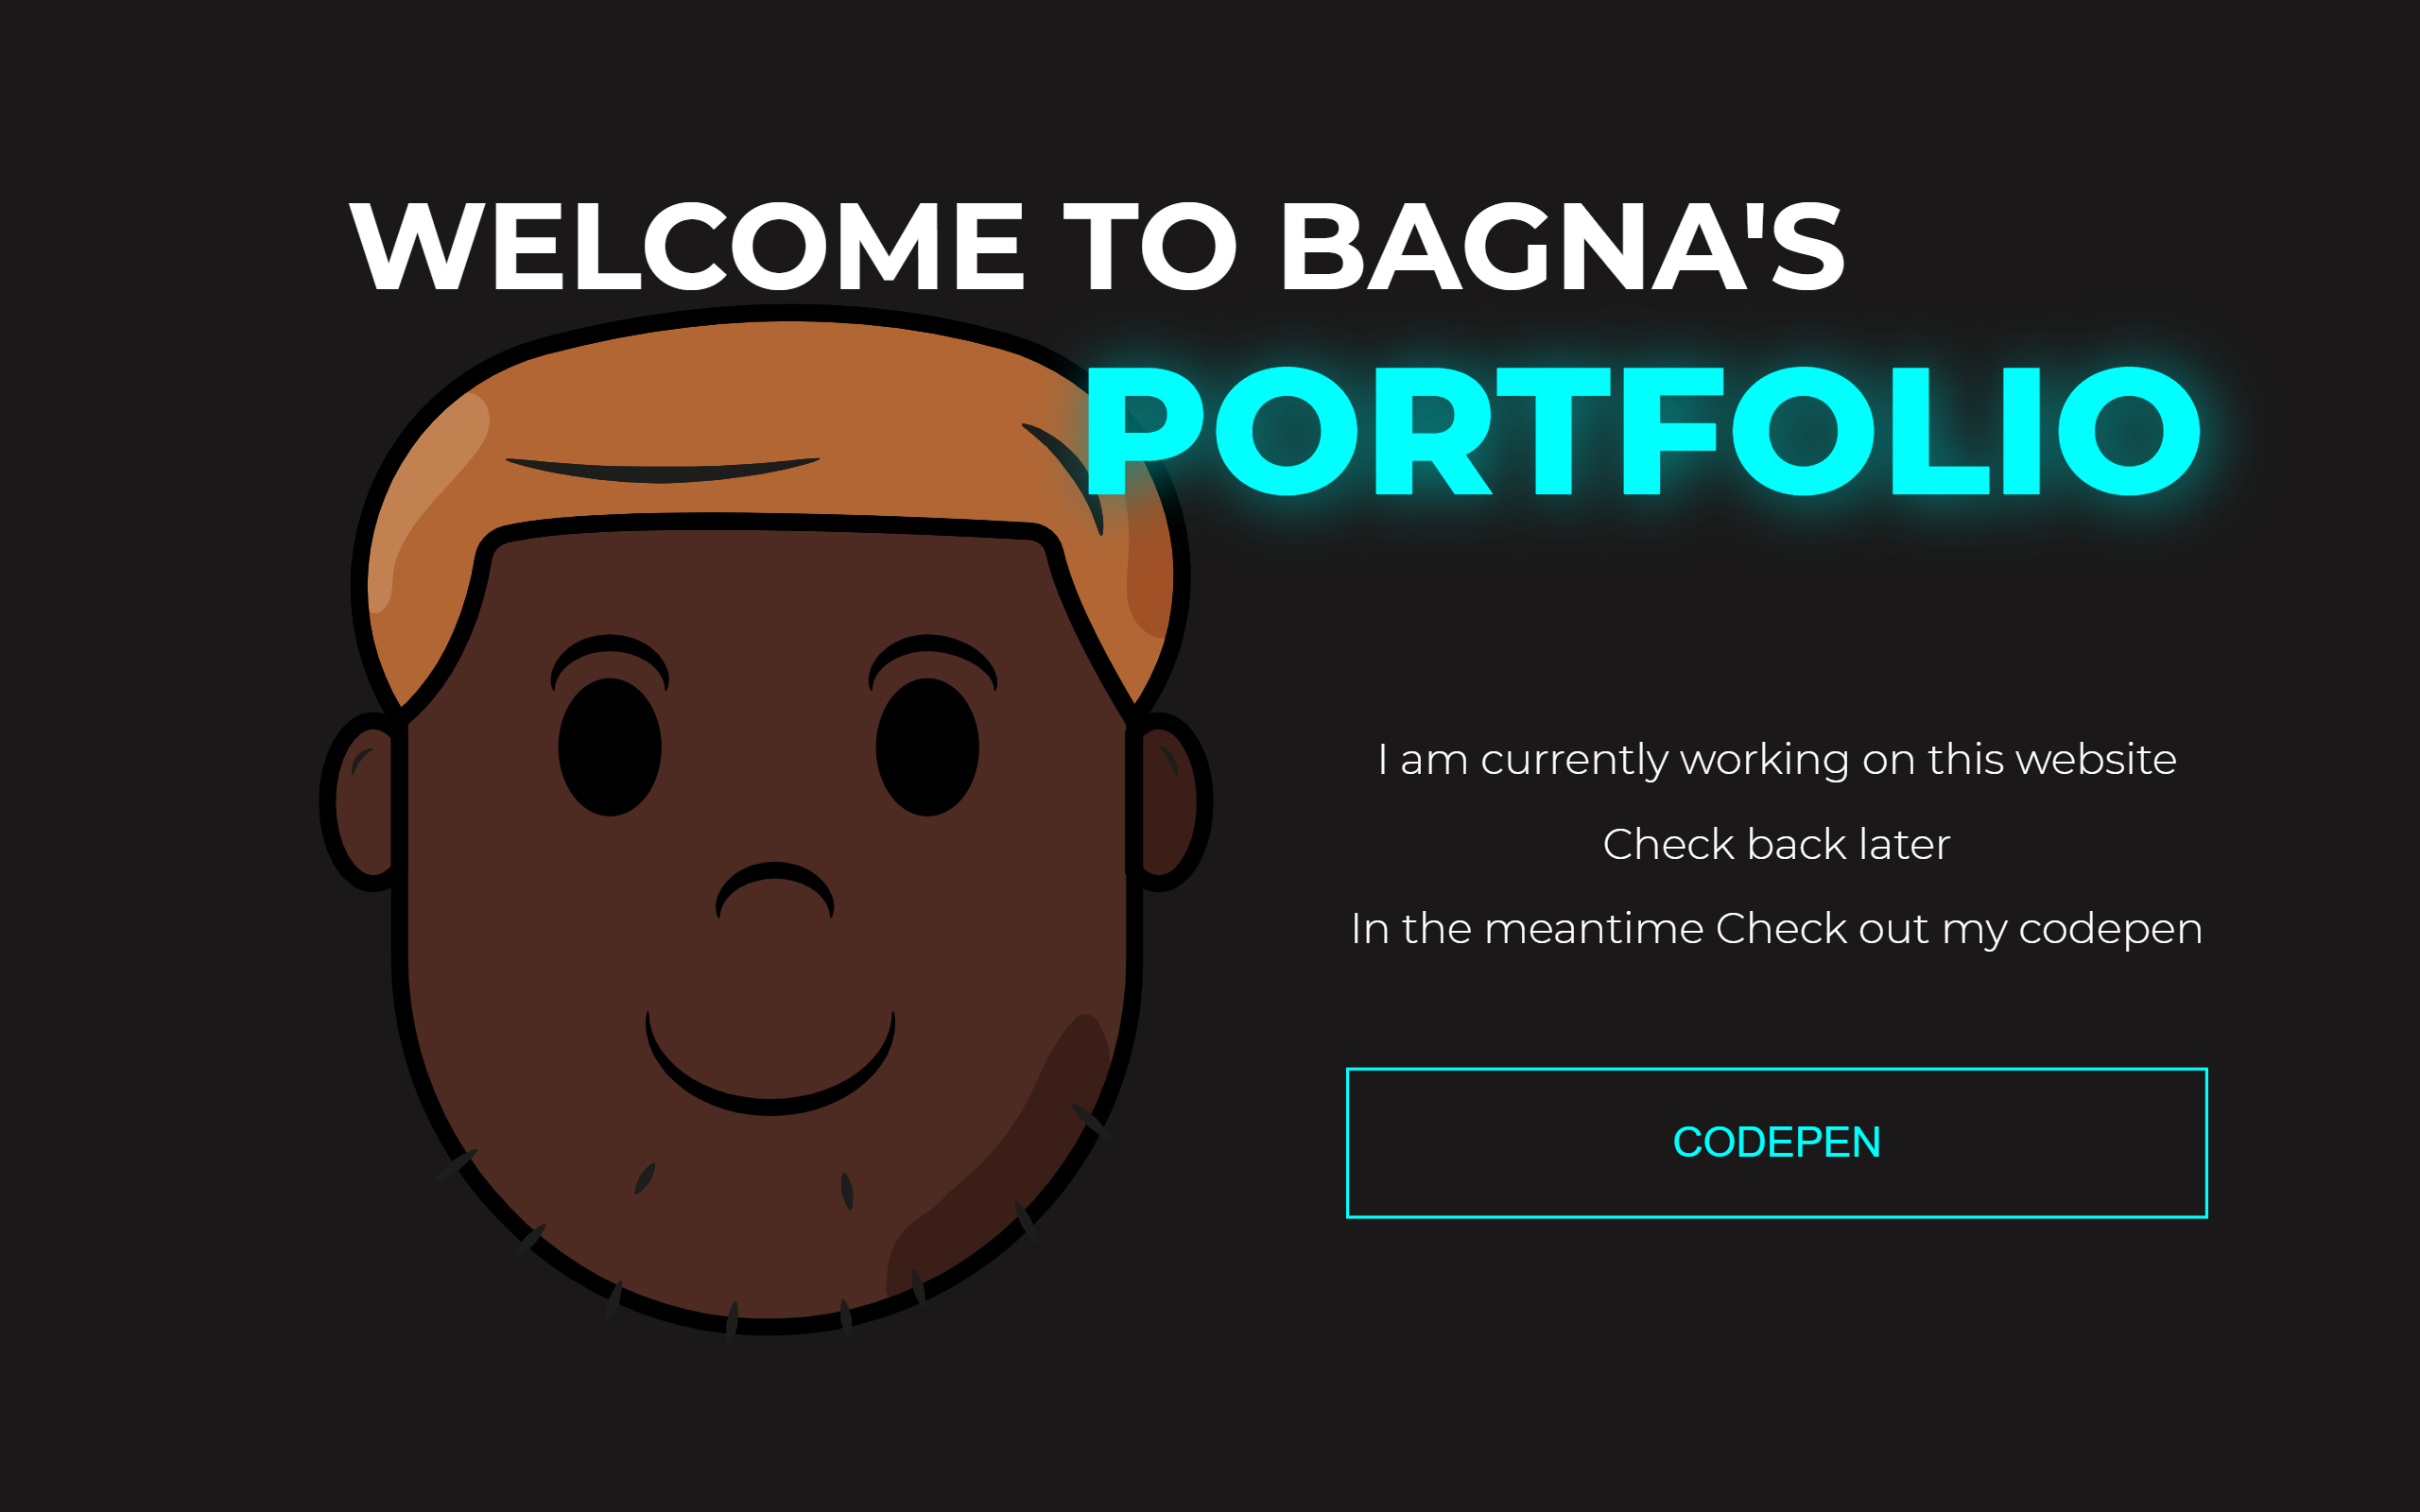 WELCOME TO BAGNA'S
PORTFOLIO
I am currently working on this website
Check back later
In the meantime Check out my codepen
CODEPEN